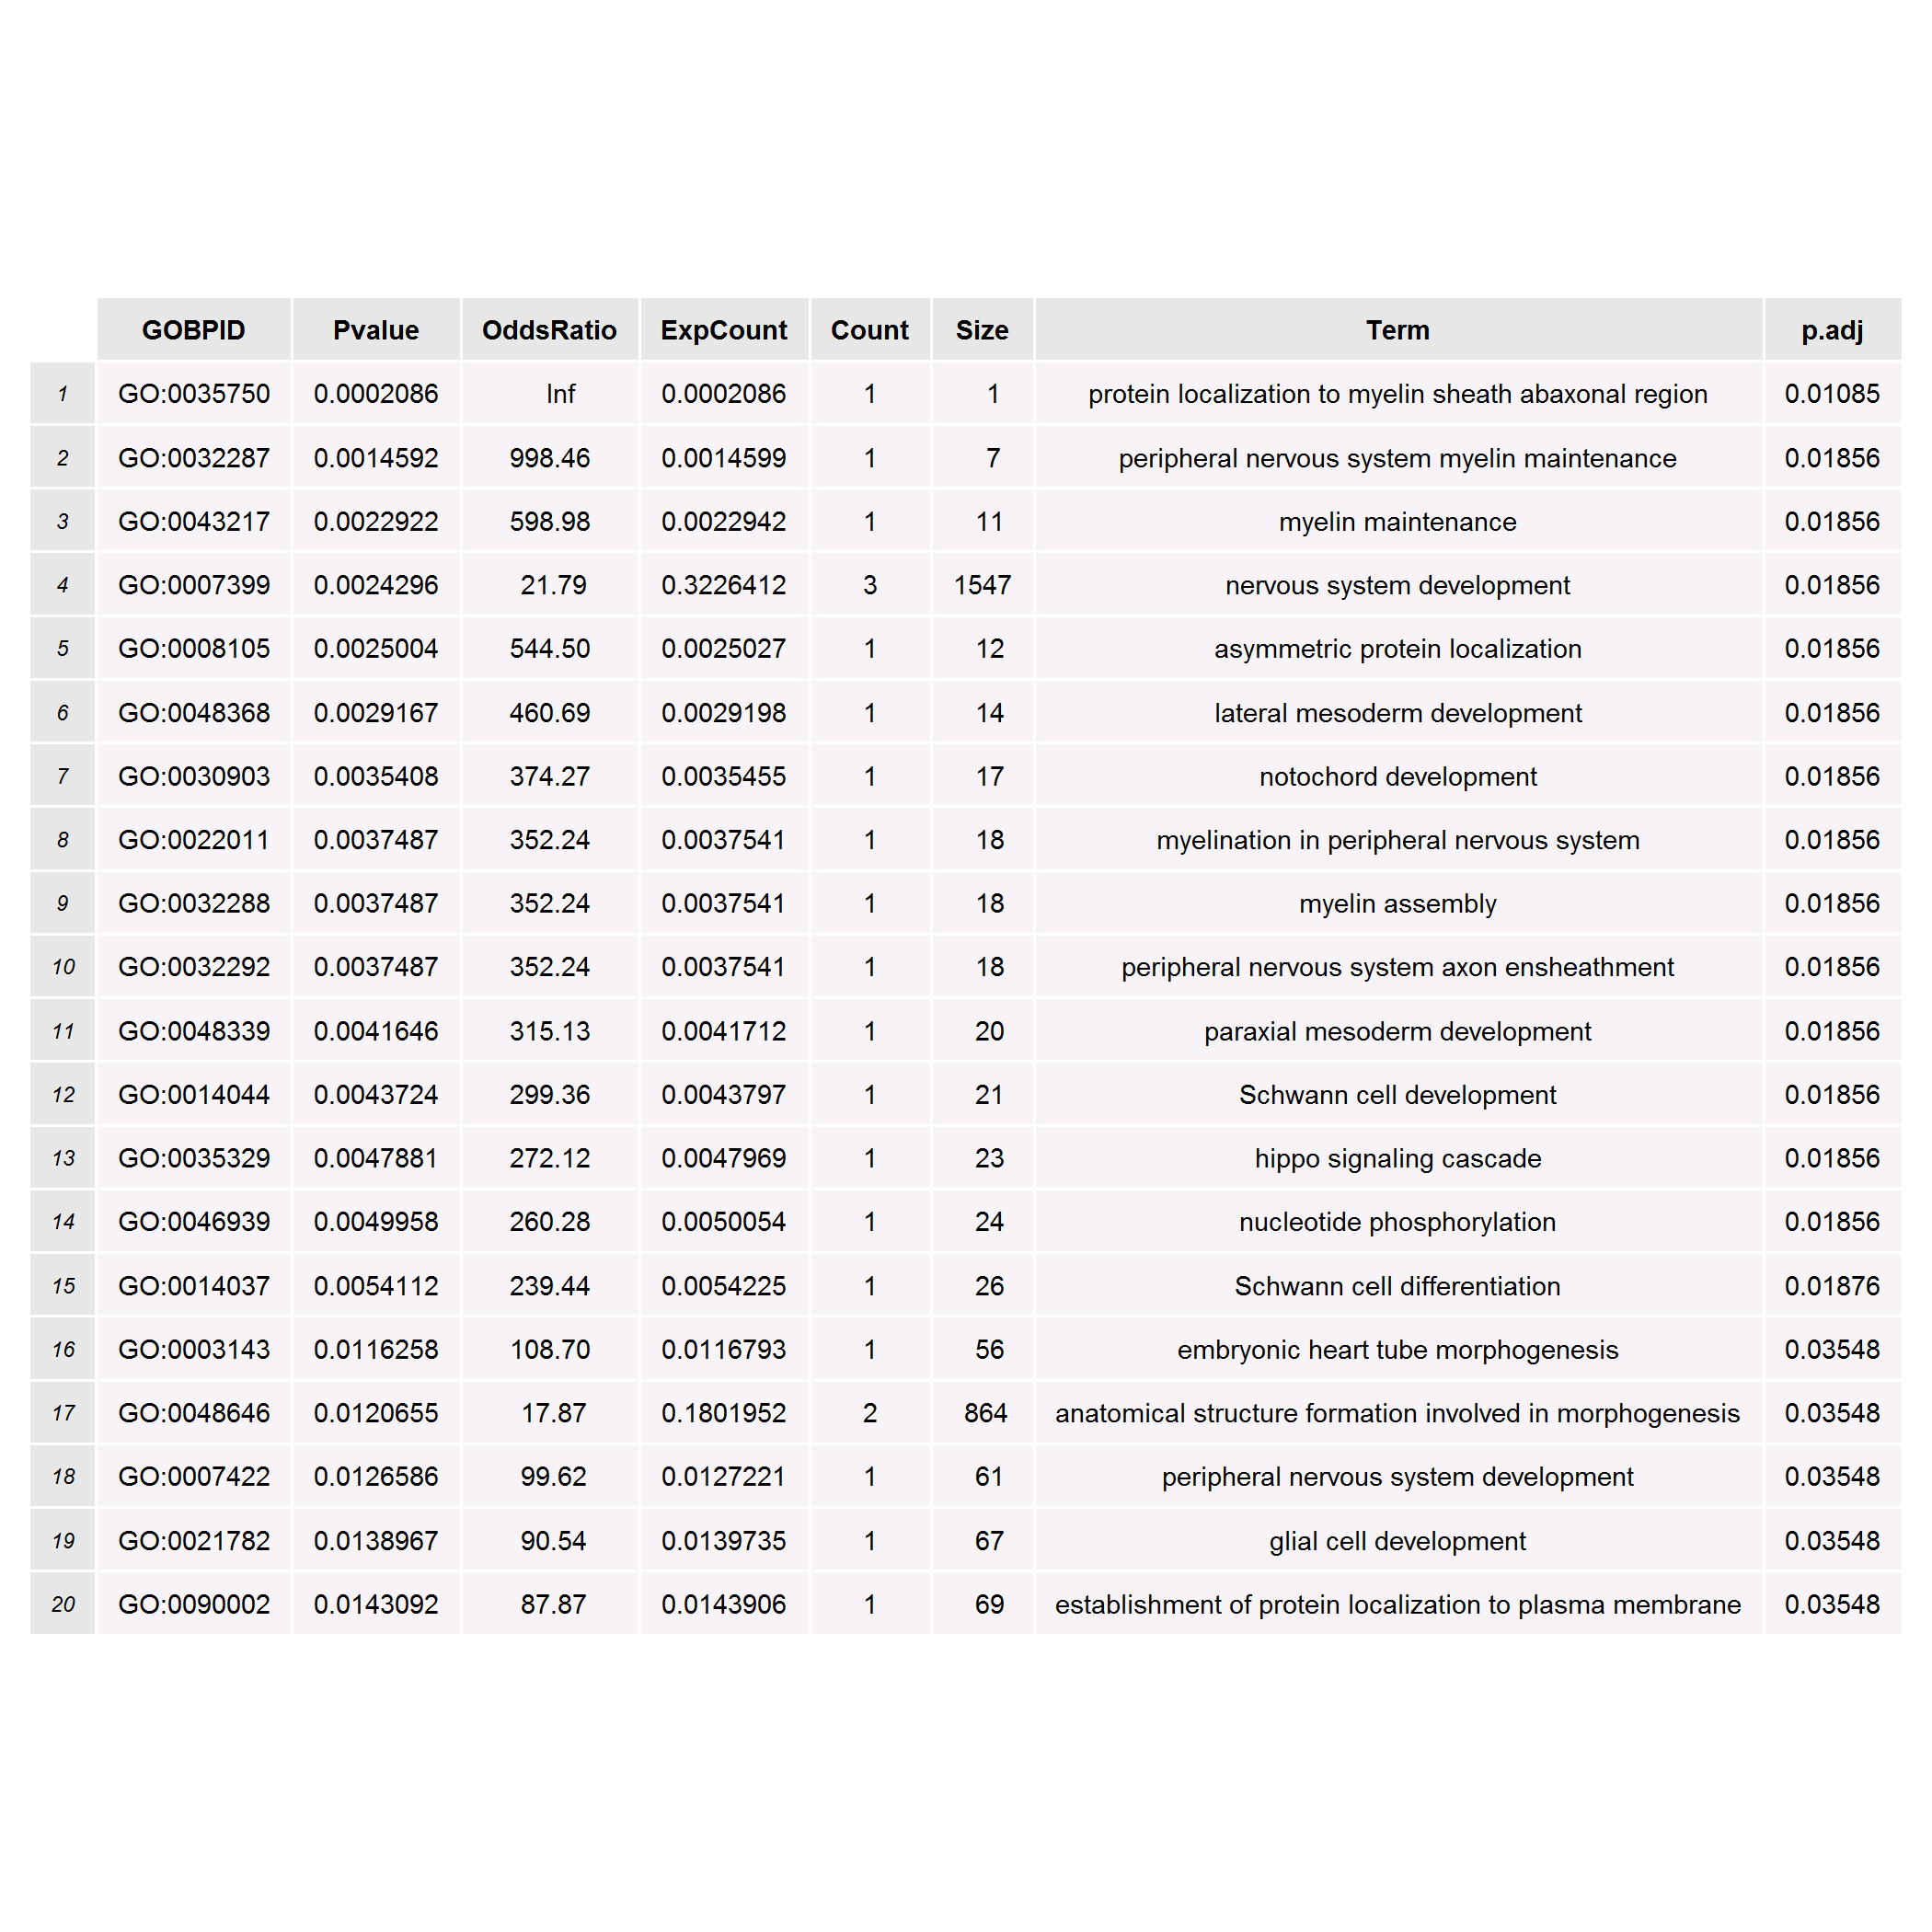 GOBPID Pvalue OddsRatio ExpCount Count Size Term p.adj
1 GO:0035750 0.0002086 Inf 0.0002086 1 1 protein localization to myelin sheath abaxonal region 0.01085
2 GO:0032287 0.0014592 998.46 0.0014599 1 7 peripheral nervous system myelin maintenance 0.01856
3 GO:0043217 0.0022922 598.98 0.0022942 1 11 myelin maintenance 0.01856
4 GO:0007399 0.0024296 21.79 0.3226412 3 1547 nervous system development 0.01856
5 GO:0008105 0.0025004 544.50 0.0025027 1 12 asymmetric protein localization 0.01856
6 GO:0048368 0.0029167 460.69 0.0029198 1 14 lateral mesoderm development 0.01856
7 GO:0030903 0.0035408 374.27 0.0035455 1 17 notochord development 0.01856
8 GO:0022011 0.0037487 352.24 0.0037541 1 18 myelination in peripheral nervous system 0.01856
9 GO:0032288 0.0037487 352.24 0.0037541 1 18 myelin assembly 0.01856
10 GO:0032292 0.0037487 352.24 0.0037541 1 18 peripheral nervous system axon ensheathment 0.01856
11 GO:0048339 0.0041646 315.13 0.0041712 1 20 paraxial mesoderm development 0.01856
12 GO:0014044 0.0043724 299.36 0.0043797 1 21 Schwann cell development 0.01856
13 GO:0035329 0.0047881 272.12 0.0047969 1 23 hippo signaling cascade 0.01856
14 GO:0046939 0.0049958 260.28 0.0050054 1 24 nucleotide phosphorylation 0.01856
15 GO:0014037 0.0054112 239.44 0.0054225 1 26 Schwann cell differentiation 0.01876
16 GO:0003143 0.0116258 108.70 0.0116793 1 56 embryonic heart tube morphogenesis 0.03548
17 GO:0048646 0.0120655 17.87 0.1801952 2 864 anatomical structure formation involved in morphogenesis 0.03548
18 GO:0007422 0.0126586 99.62 0.0127221 1 61 peripheral nervous system development 0.03548
19 GO:0021782 0.0138967 90.54 0.0139735 1 67 glial cell development 0.03548
20 GO:0090002 0.0143092 87.87 0.0143906 1 69 establishment of protein localization to plasma membrane 0.03548